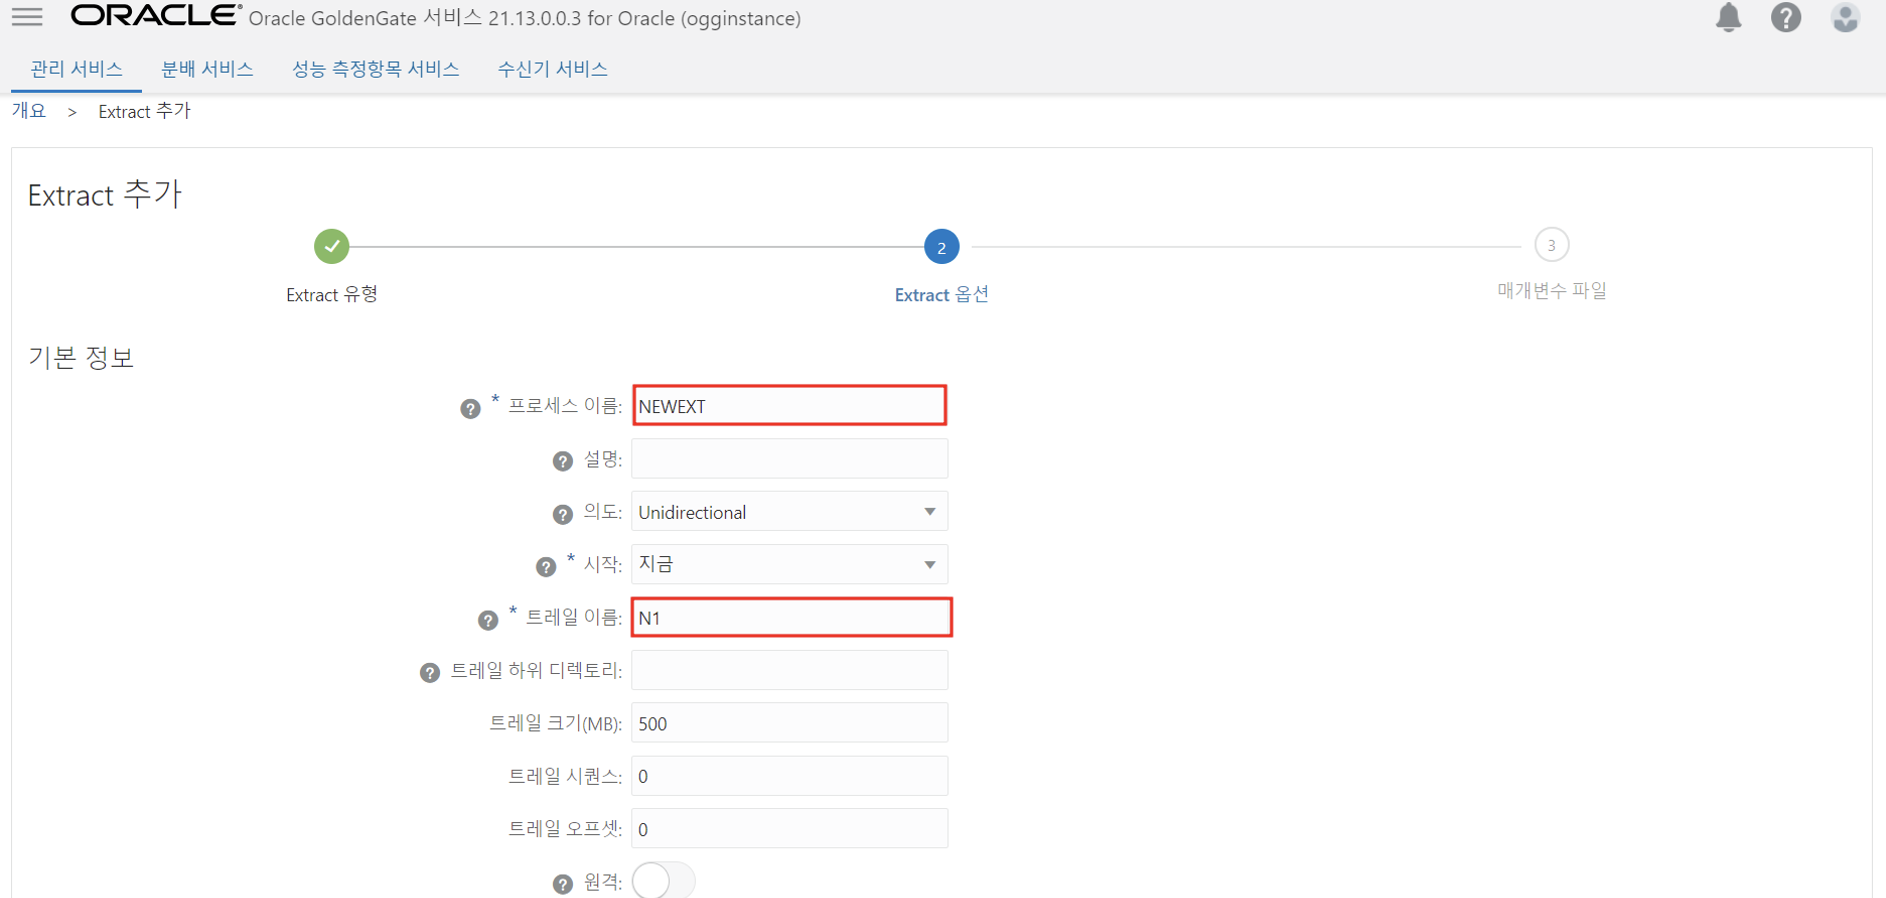 ORACLE® Oracle GoldenGate 서비스 21.13.0.0.3 for Oracle (ogginstance)
관리 서비스 분배 서비스 성능 측정항목 서비스 수신기 서비스
개요 > Extract 추가
Extract 추가
2 3
Extract 유형 Extract 옵션 매개변수 파일
기본 정보
? * 프로세스 이름: NEWEXT
? 설명:
? 의도: Unidirectional
? * 시작: 지금
? * 트레일 이름: N1
? 트레일 하위 디렉토리:
트레일 크기(MB): 500
트레일 시퀀스: 0
트레일 오프셋: 0
? 원격: